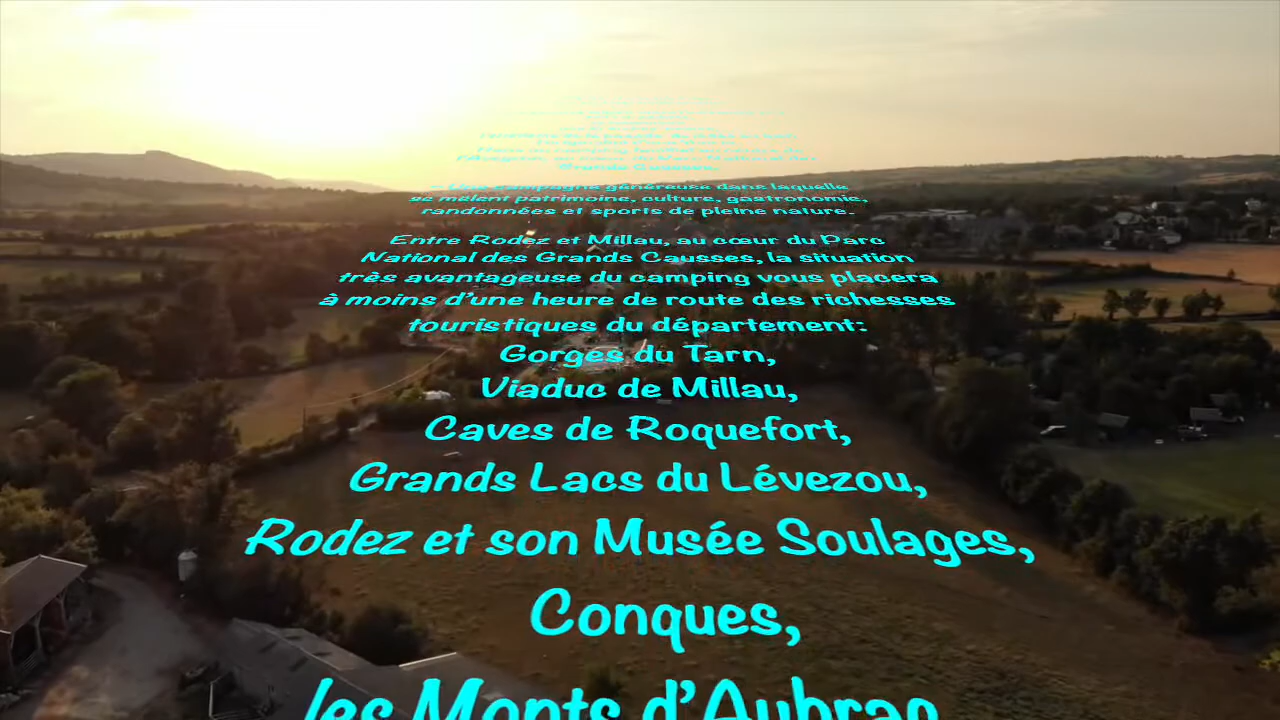 Grands Causses.
Une campagne généreuse dans laquelle
se mêlent patrimoine, culture, gastronomie,
randonnées et sports de pleine nature.
Entre Rodez et Millau, au cœur du Parc
National des Grands Causses, la situation
très avantageuse du camping vous placera
à moins d'une heure de route des richesses
touristiques du département:
Gorges du Tarn,
Viaduc de Millau,
Caves de Roquefort,
Grands Lacs du Lévezou,
Rodez et son Musée Soulages,
Conques,
les Monts d'Aubrac